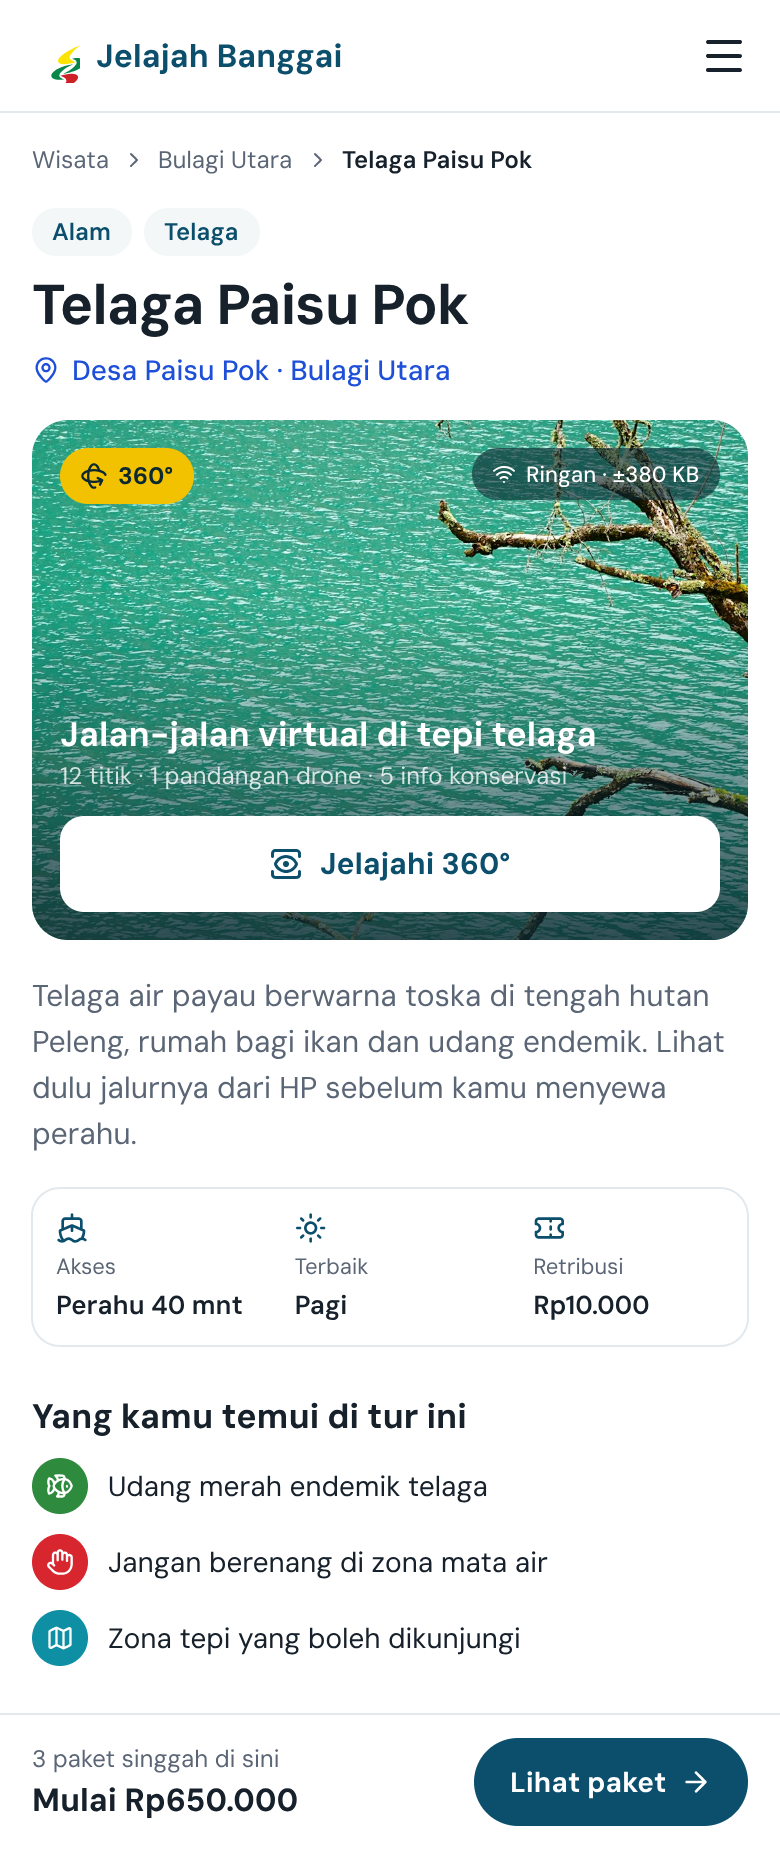 Jelajah Banggai
Wisata > Bulagi Utara > Telaga Paisu Pok
Alam Telaga
Telaga Paisu Pok
Desa Paisu Pok · Bulagi Utara
360° Ringan · ±380 KB
Jalan-jalan virtual di tepi telaga
12 titik · 1 pandangan drone · 5 info konservasi
Jelajahi 360°
Telaga air payau berwarna toska di tengah hutan
Peleng, rumah bagi ikan dan udang endemik. Lihat
dulu jalurnya dari HP sebelum kamu menyewa
perahu.
Akses Terbaik Retribusi
Perahu 40 mnt Pagi Rp10.000
Yang kamu temui di tur ini
Udang merah endemik telaga
Jangan berenang di zona mata air
Zona tepi yang boleh dikunjungi
3 paket singgah di sini
Mulai Rp650.000
Lihat paket →